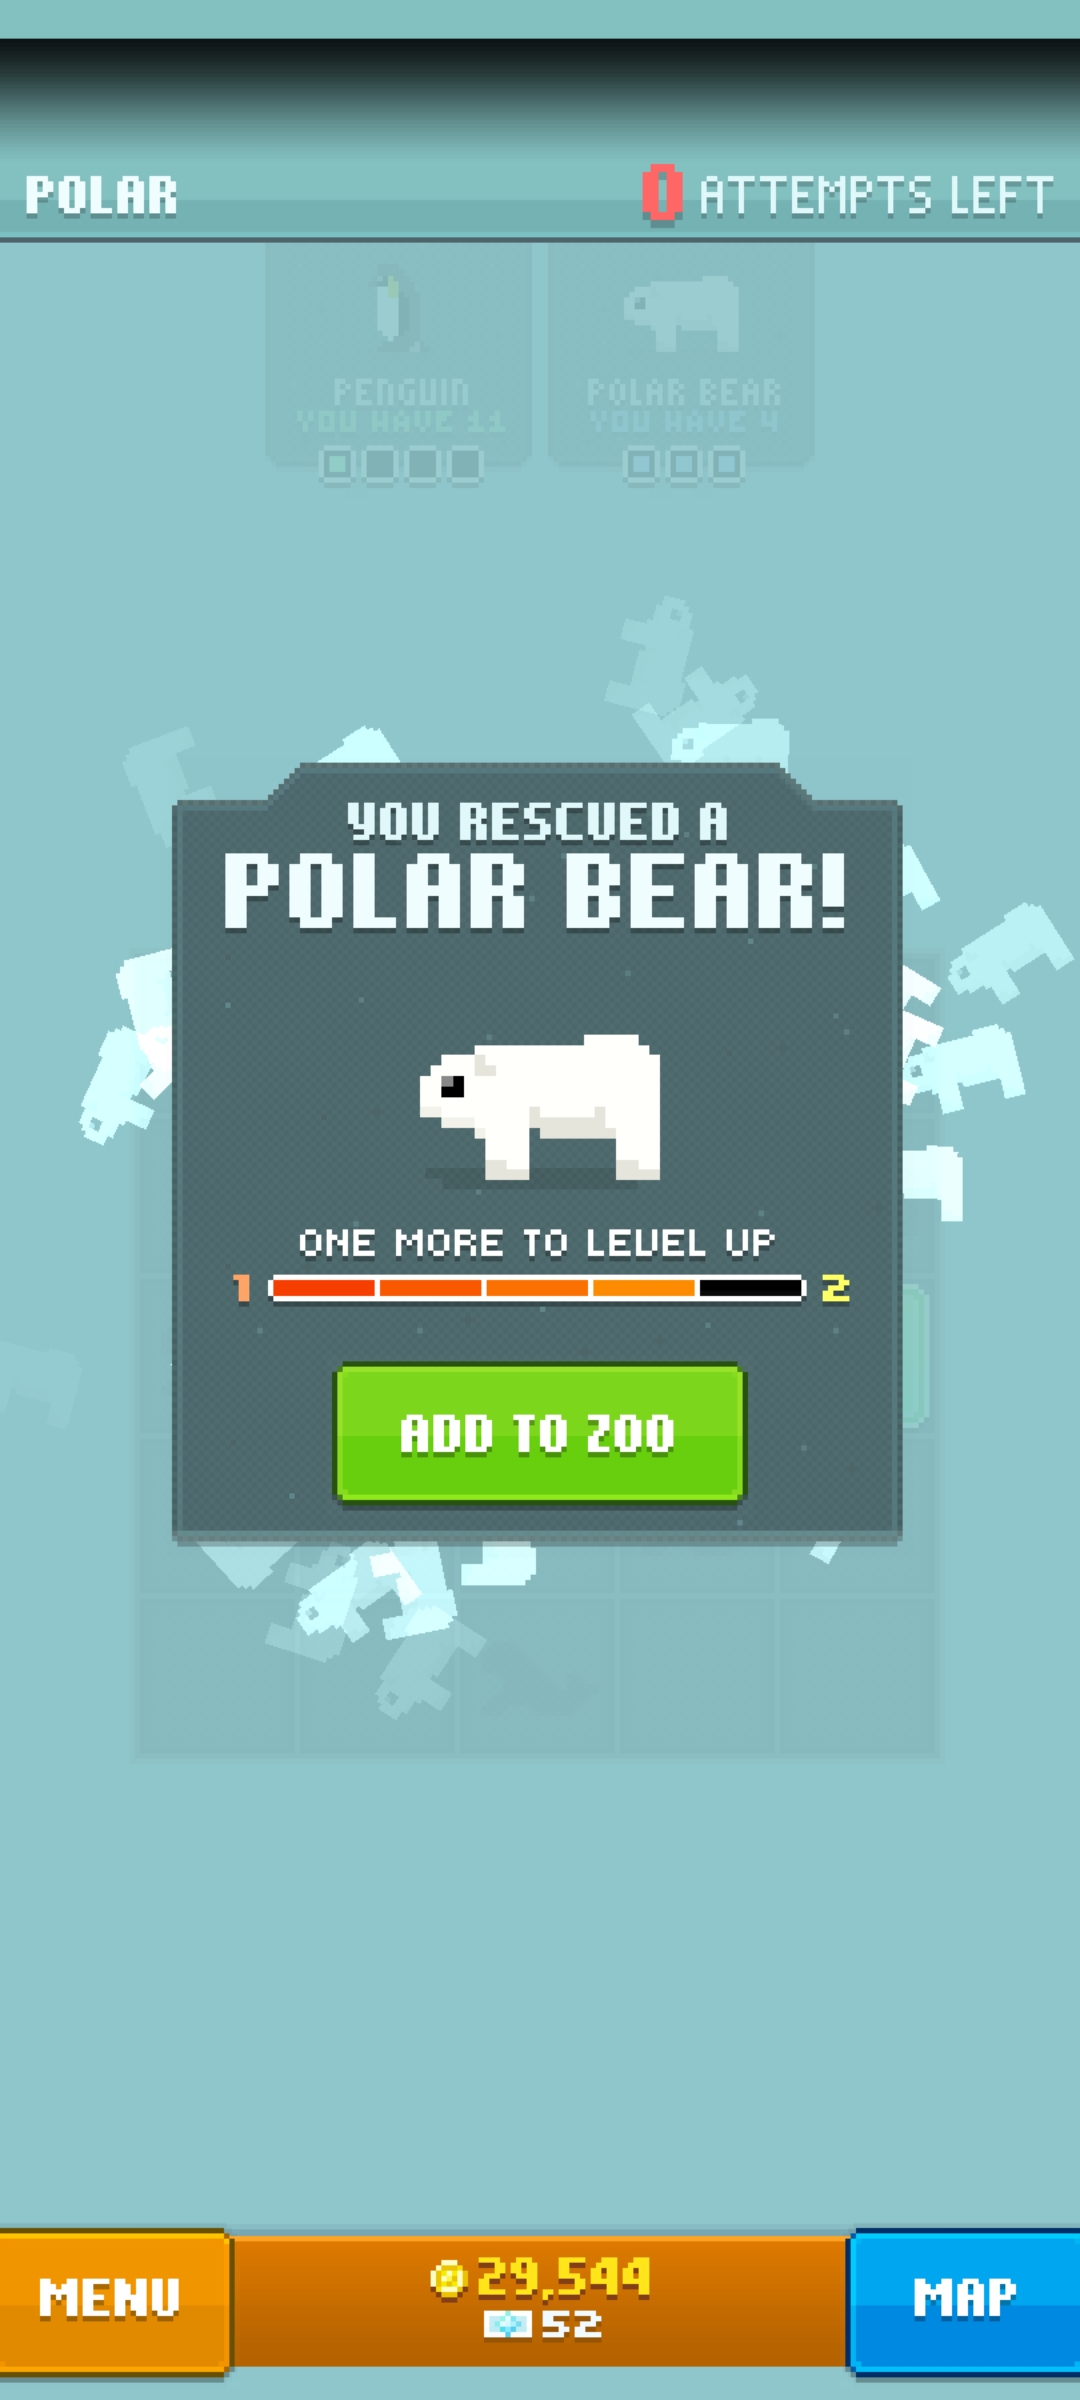 POLAR
0 ATTEMPTS LEFT
PENGUIN
YOU HAVE 11
POLAR BEAR
YOU HAVE 4
YOU RESCUED A
POLAR BEAR!
ONE MORE TO LEVEL UP
1
2
ADD TO ZOO
MENU
29,544
52
MAP